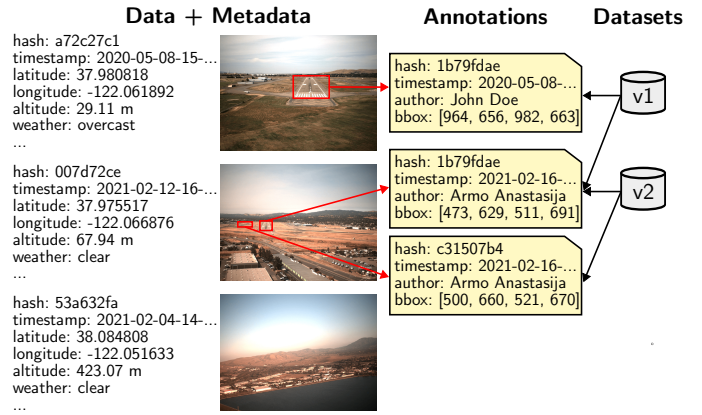 Data + Metadata
Annotations
Datasets
hash: a72c27c1
timestamp: 2020-05-08-15-...
latitude: 37.980818
longitude: -122.061892
altitude: 29.11 m
weather: overcast
...
hash: 007d72ce
timestamp: 2021-02-12-16-...
latitude: 37.975517
longitude: -122.066876
altitude: 67.94 m
weather: clear
...
hash: 53a632fa
timestamp: 2021-02-04-14-...
latitude: 38.084808
longitude: -122.051633
altitude: 423.07 m
weather: clear
...
hash: 1b79fdae
timestamp: 2020-05-08-...
author: John Doe
bbox: [964, 656, 982, 663]
hash: 1b79fdae
timestamp: 2021-02-16-...
author: Armo Anastasija
bbox: [473, 629, 511, 691]
hash: c31507b4
timestamp: 2021-02-16-...
author: Armo Anastasija
bbox: [500, 660, 521, 670]
v1
v2